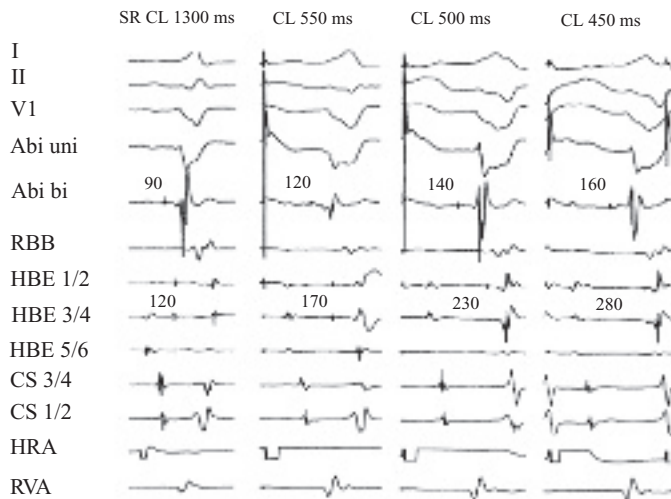 SR CL 1300 ms CL 550 ms CL 500 ms CL 450 ms
I
II
V1
Abi uni
Abi bi 90 120 140 160
RBB
HBE 1/2
HBE 3/4 120 170 230 280
HBE 5/6
CS 3/4
CS 1/2
HRA
RVA